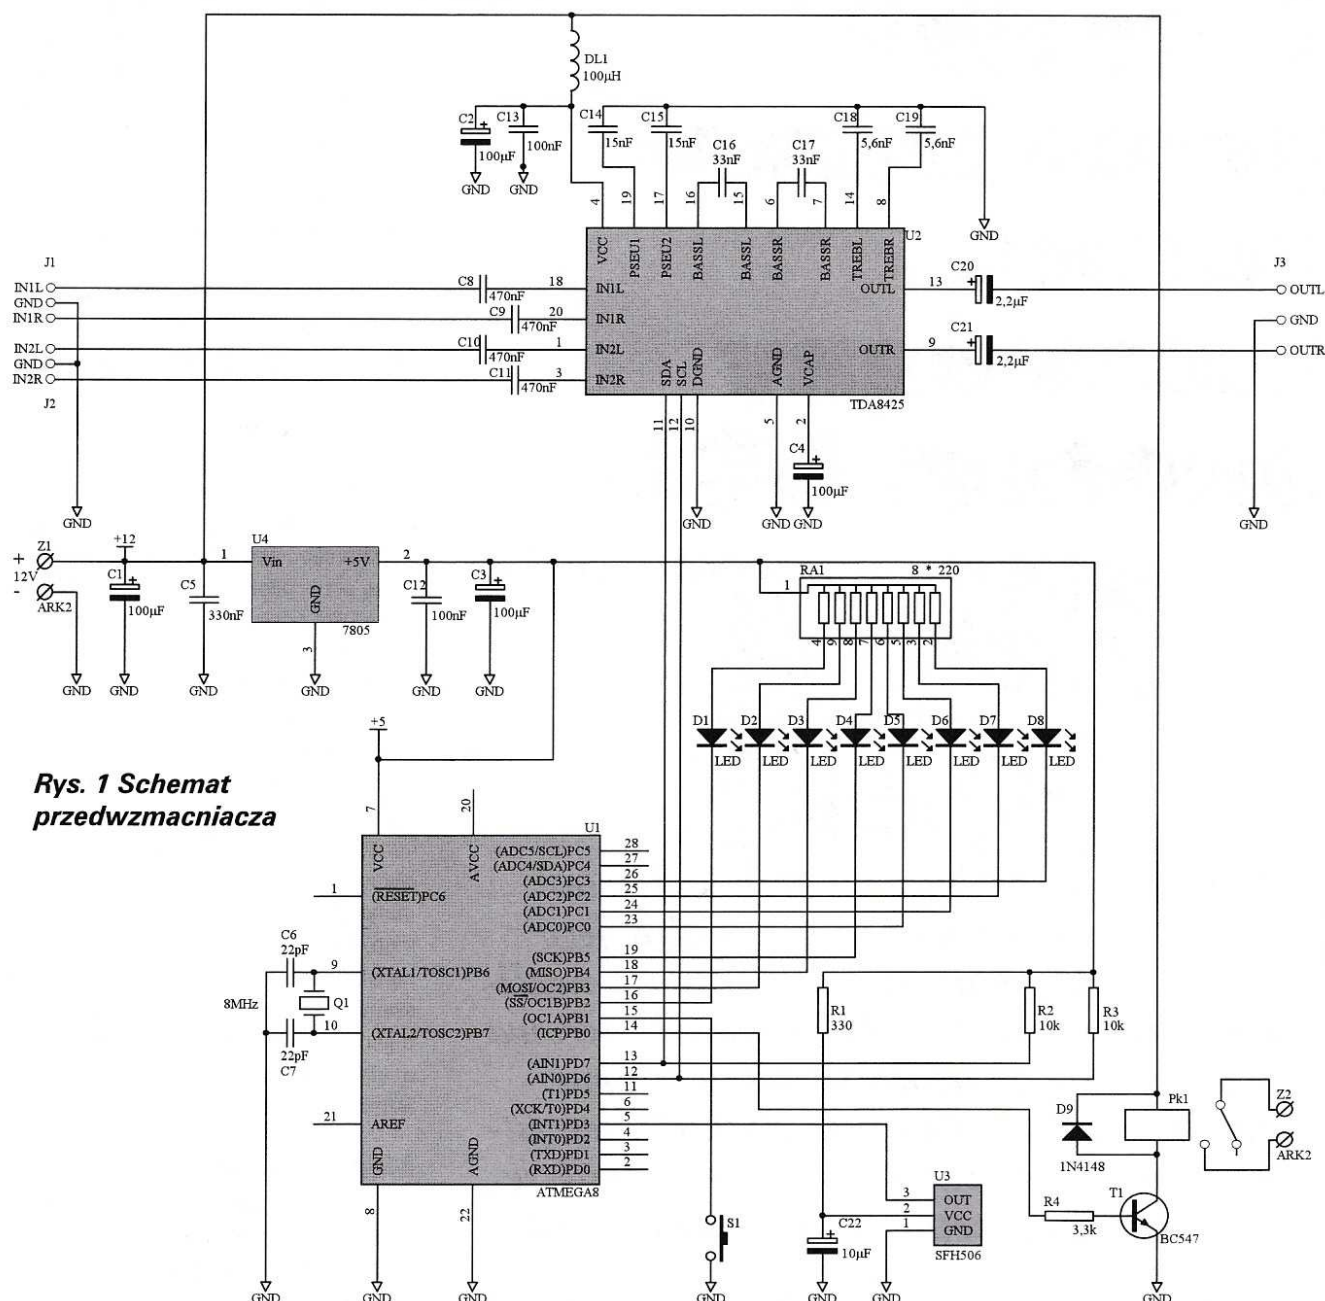 DL1
100µH
C2
100µF
C13
100nF
C14
15nF
C15
15nF
C16
33nF
C17
33nF
C18
5,6nF
C19
5,6nF
GND
GND
GND
4
19
17
16
15
6
7
14
8
U2
VCC
PSEU1
PSEU2
BASSL
BASSL
BASSR
BASSR
TREBL
TREBR
J1
IN1L
GND
IN1R
IN2L
GND
IN2R
J2
C8
470nF
C9
470nF
C10
470nF
C11
470nF
18
20
1
3
IN1L
IN1R
IN2L
IN2R
SDA
SCL
DGND
AGND
VCAP
OUTL
OUTR
13
9
C20
2,2µF
C21
2,2µF
J3
OUTL
GND
OUTR
TDA8425
11
12
10
5
2
C4
100µF
GND
GND
GND
GND
GND
+
12V
-
Z1
ARK2
+12
C1
100µF
C5
330nF
1
U4
Vin
+5V
GND
7805
3
2
C12
100nF
C3
100µF
GND
GND
GND
GND
GND
GND
RA1
8 * 220
1
4
9
8
7
6
5
3
2
D1
D2
D3
D4
D5
D6
D7
D8
LED
LED
LED
LED
LED
LED
LED
LED
+5
Rys. 1 Schemat
przedwzmacniacza
7
20
U1
VCC
AVCC
1
(RESET)PC6
C6
22pF
9
(XTAL1/TOSC1)PB6
8MHz
Q1
10
(XTAL2/TOSC2)PB7
22pF
C7
21
AREF
GND
AGND
ATMEGA8
8
22
(ADC5/SCL)PC5
28
(ADC4/SDA)PC4
27
(ADC3)PC3
26
(ADC2)PC2
25
(ADC1)PC1
24
(ADC0)PC0
23
(SCK)PB5
19
(MISO)PB4
18
(MOSI/OC2)PB3
17
(SS/OC1B)PB2
16
(OC1A)PB1
15
(ICP)PB0
14
(AIN1)PD7
13
(AIN0)PD6
12
(T1)PD5
11
(XCK/T0)PD4
6
(INT1)PD3
5
(INT0)PD2
4
(TXD)PD1
3
(RXD)PD0
2
R1
330
R2
10k
R3
10k
D9
1N4148
Pk1
Z2
ARK2
U3
3
OUT
2
VCC
1
GND
SFH506
S1
C22
10µF
R4
3,3k
T1
BC547
GND
GND
GND
GND
GND
GND
GND